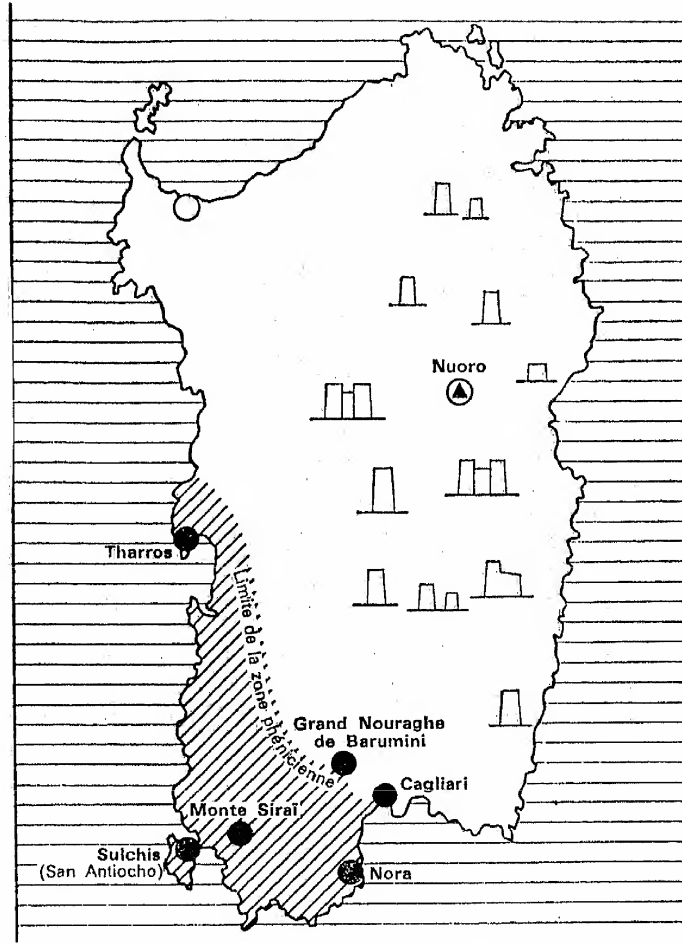 Nuoro
Tharros
Limite de la zone phénicienne
Grand Nouraghe
de Barumini
Cagliari
Monte Siraï
Sulchis
(San Antiocho)
Nora